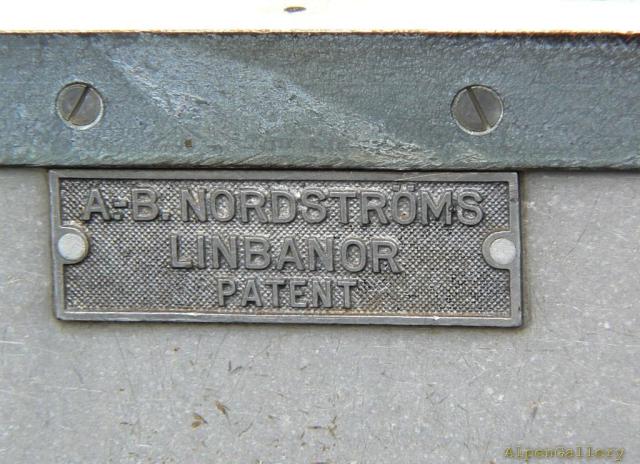 A.-B. NORDSTRÖMS
LINBANOR
PATENT
AlpenGallery